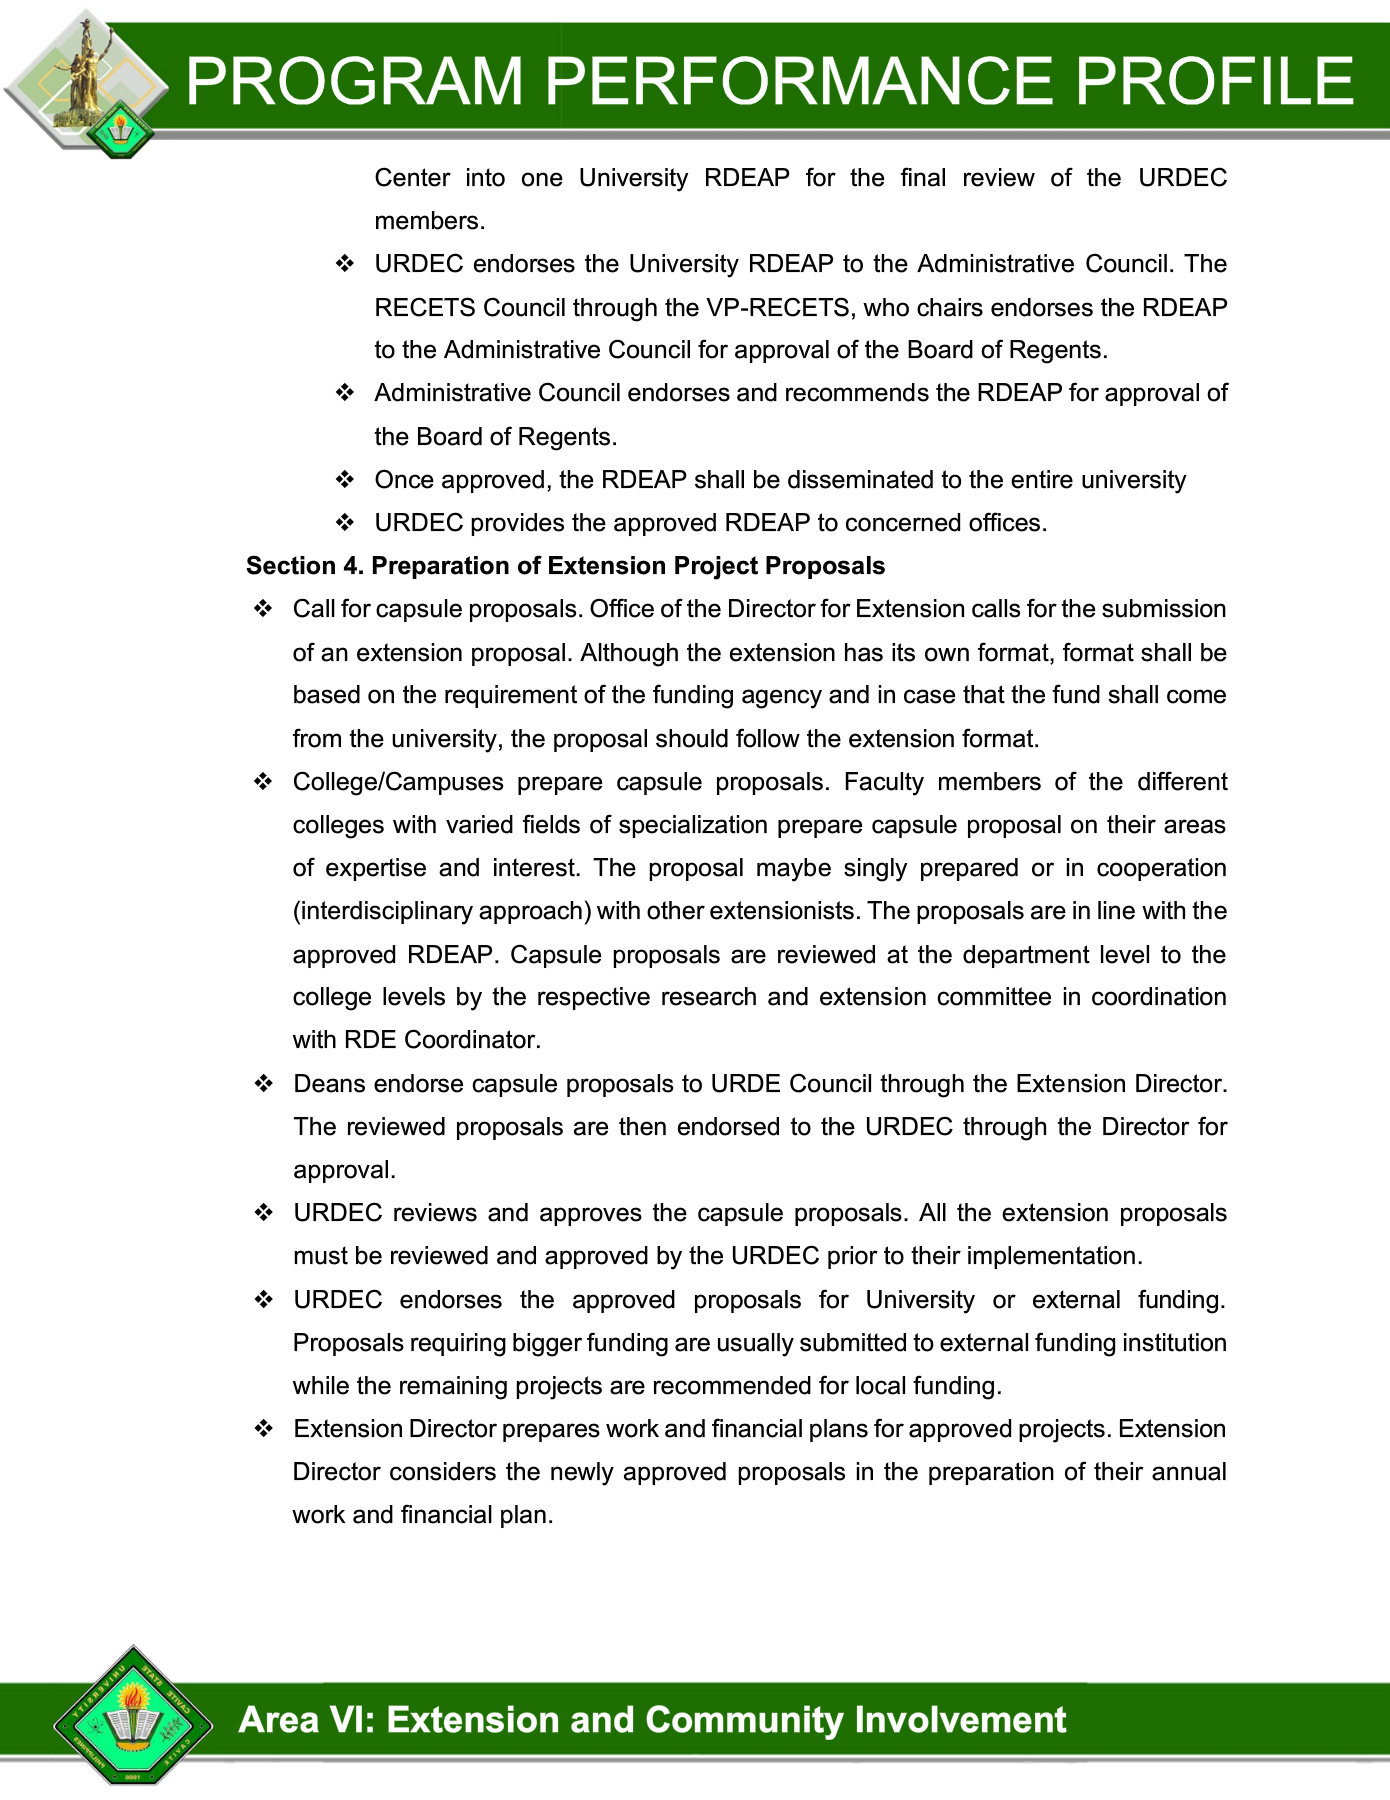 PROGRAM PERFORMANCE PROFILE
Center into one University RDEAP for the final review of the URDEC
members.
❖ URDEC endorses the University RDEAP to the Administrative Council. The
RECETS Council through the VP-RECETS, who chairs endorses the RDEAP
to the Administrative Council for approval of the Board of Regents.
❖ Administrative Council endorses and recommends the RDEAP for approval of
the Board of Regents.
❖ Once approved, the RDEAP shall be disseminated to the entire university
❖ URDEC provides the approved RDEAP to concerned offices.
Section 4. Preparation of Extension Project Proposals
❖ Call for capsule proposals. Office of the Director for Extension calls for the submission
of an extension proposal. Although the extension has its own format, format shall be
based on the requirement of the funding agency and in case that the fund shall come
from the university, the proposal should follow the extension format.
❖ College/Campuses prepare capsule proposals. Faculty members of the different
colleges with varied fields of specialization prepare capsule proposal on their areas
of expertise and interest. The proposal maybe singly prepared or in cooperation
(interdisciplinary approach) with other extensionists. The proposals are in line with the
approved RDEAP. Capsule proposals are reviewed at the department level to the
college levels by the respective research and extension committee in coordination
with RDE Coordinator.
❖ Deans endorse capsule proposals to URDE Council through the Extension Director.
The reviewed proposals are then endorsed to the URDEC through the Director for
approval.
❖ URDEC reviews and approves the capsule proposals. All the extension proposals
must be reviewed and approved by the URDEC prior to their implementation.
❖ URDEC endorses the approved proposals for University or external funding.
Proposals requiring bigger funding are usually submitted to external funding institution
while the remaining projects are recommended for local funding.
❖ Extension Director prepares work and financial plans for approved projects. Extension
Director considers the newly approved proposals in the preparation of their annual
work and financial plan.
CAVITE STATE UNIVERSITY
CAVITE
PHILIPPINES
1906
Area VI: Extension and Community Involvement